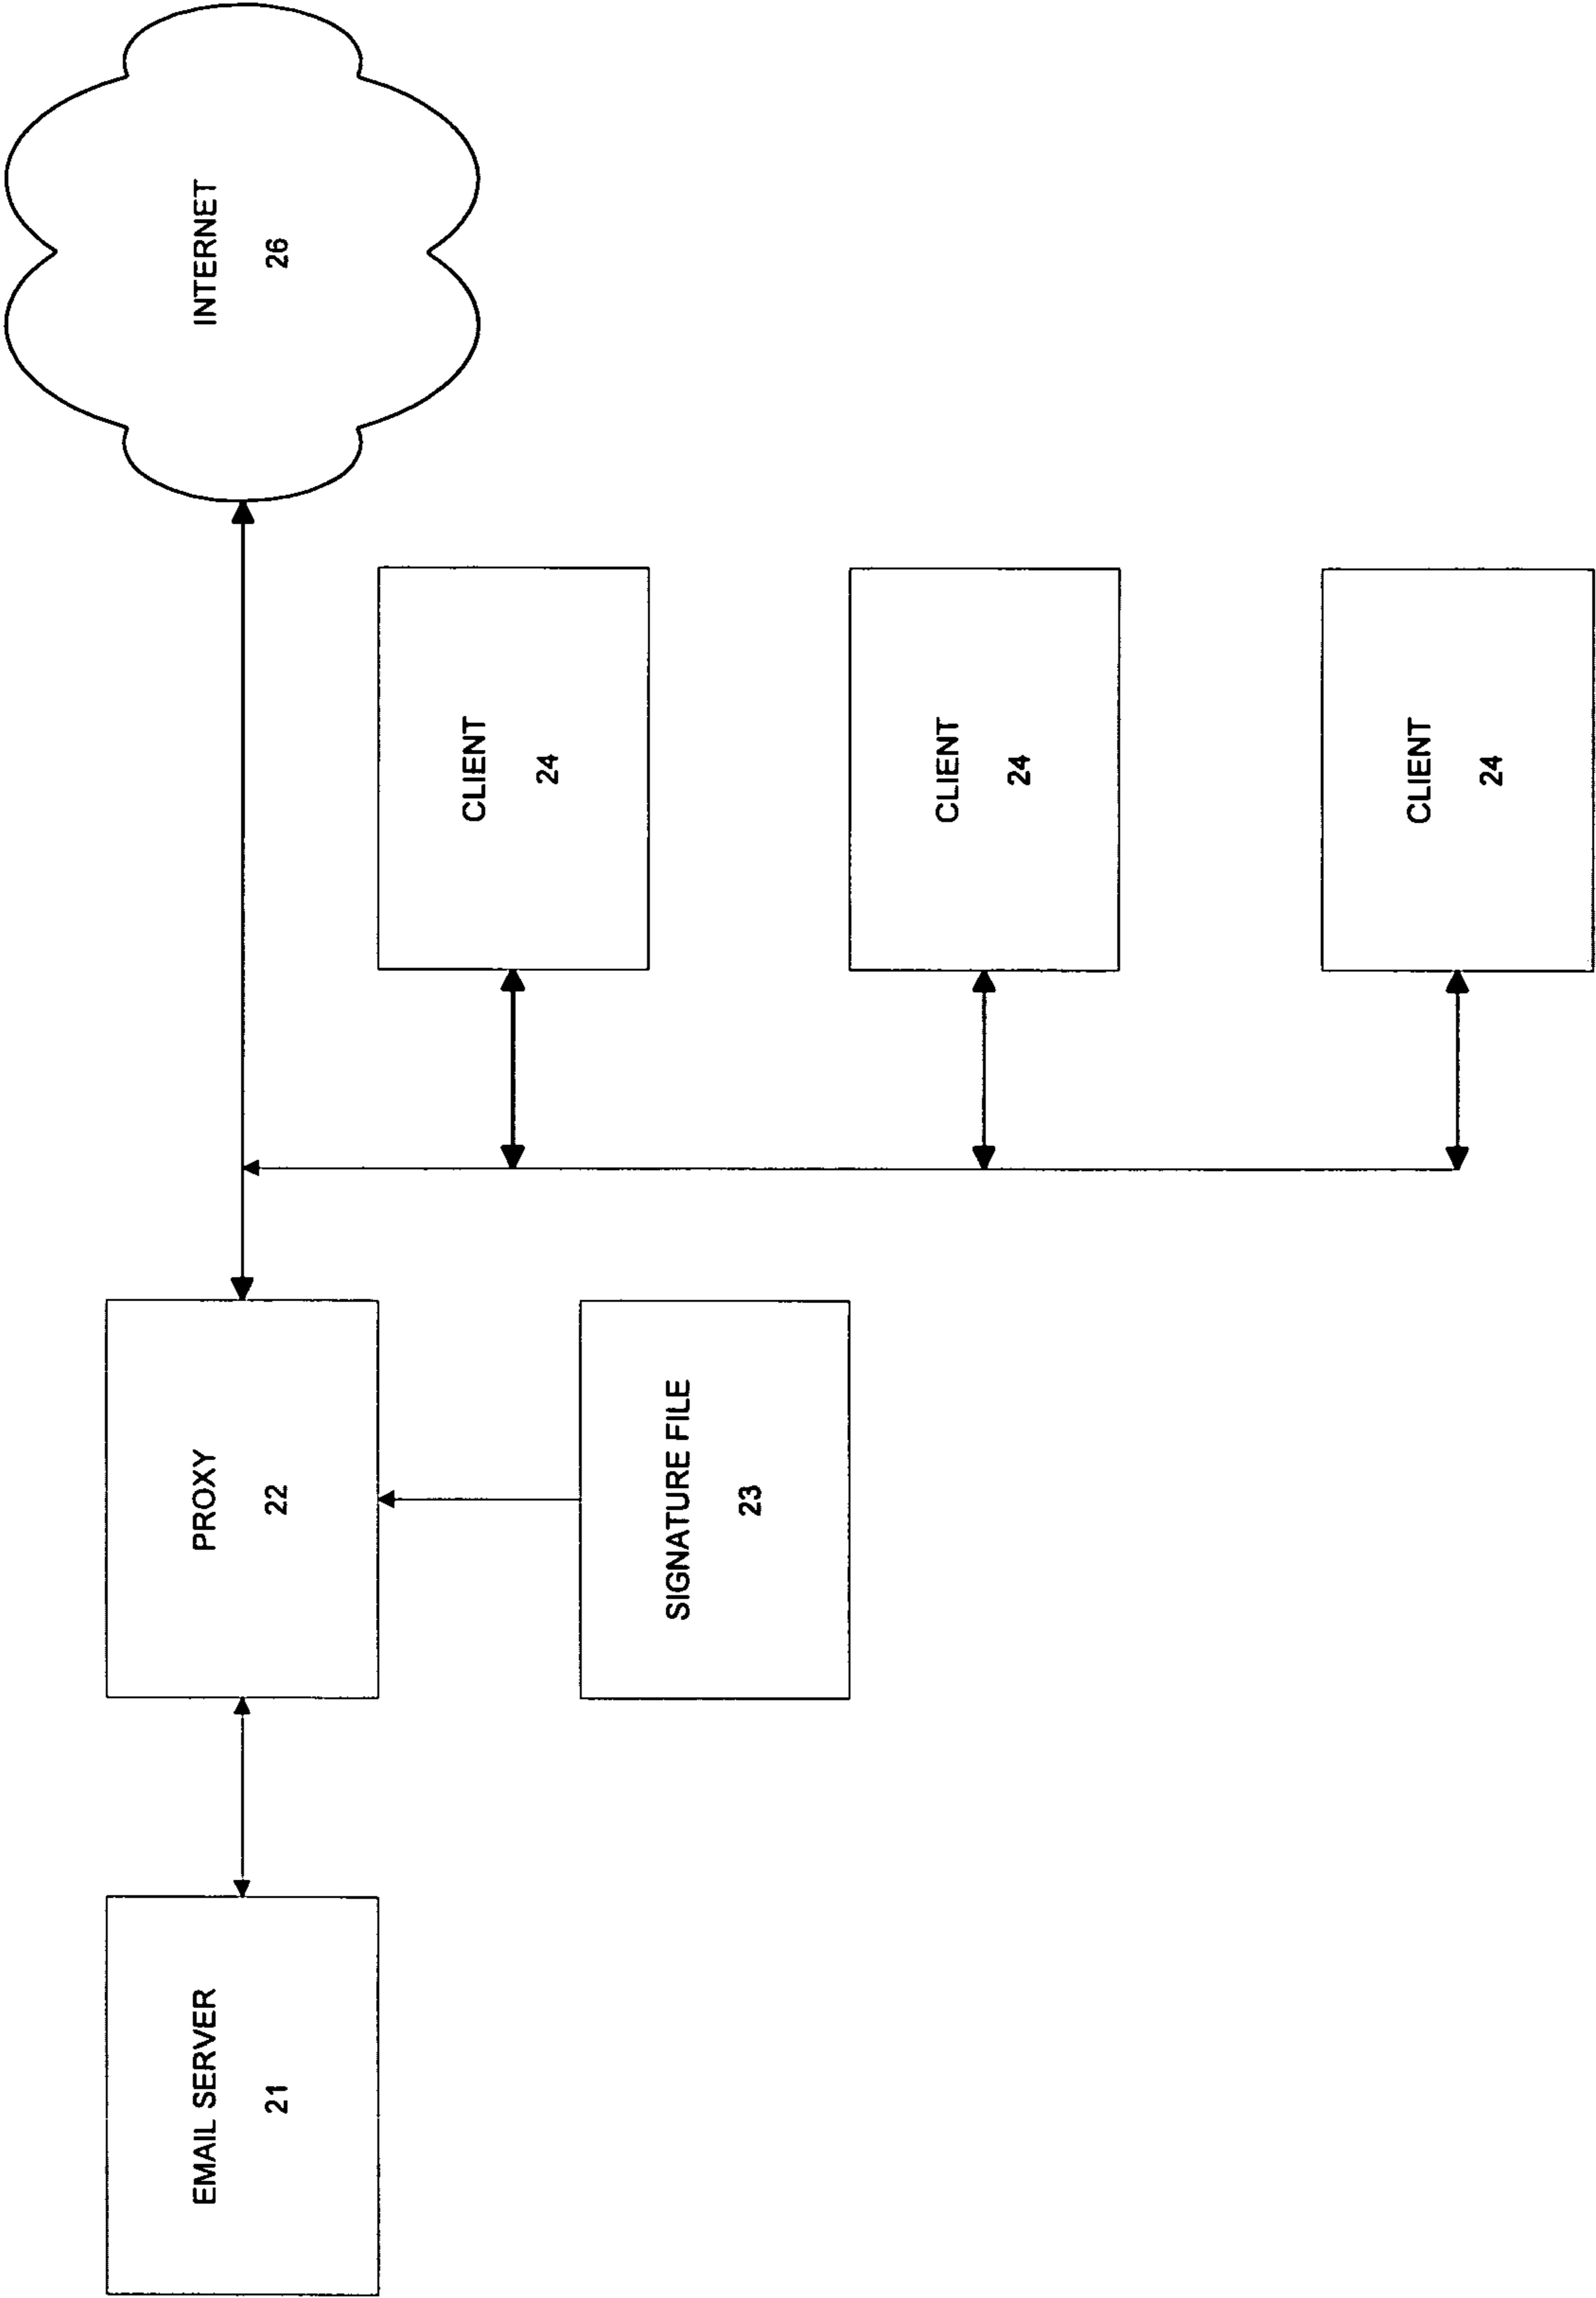 INTERNET
26
CLIENT
24
CLIENT
24
CLIENT
24
PROXY
22
SIGNATURE FILE
23
EMAIL SERVER
21